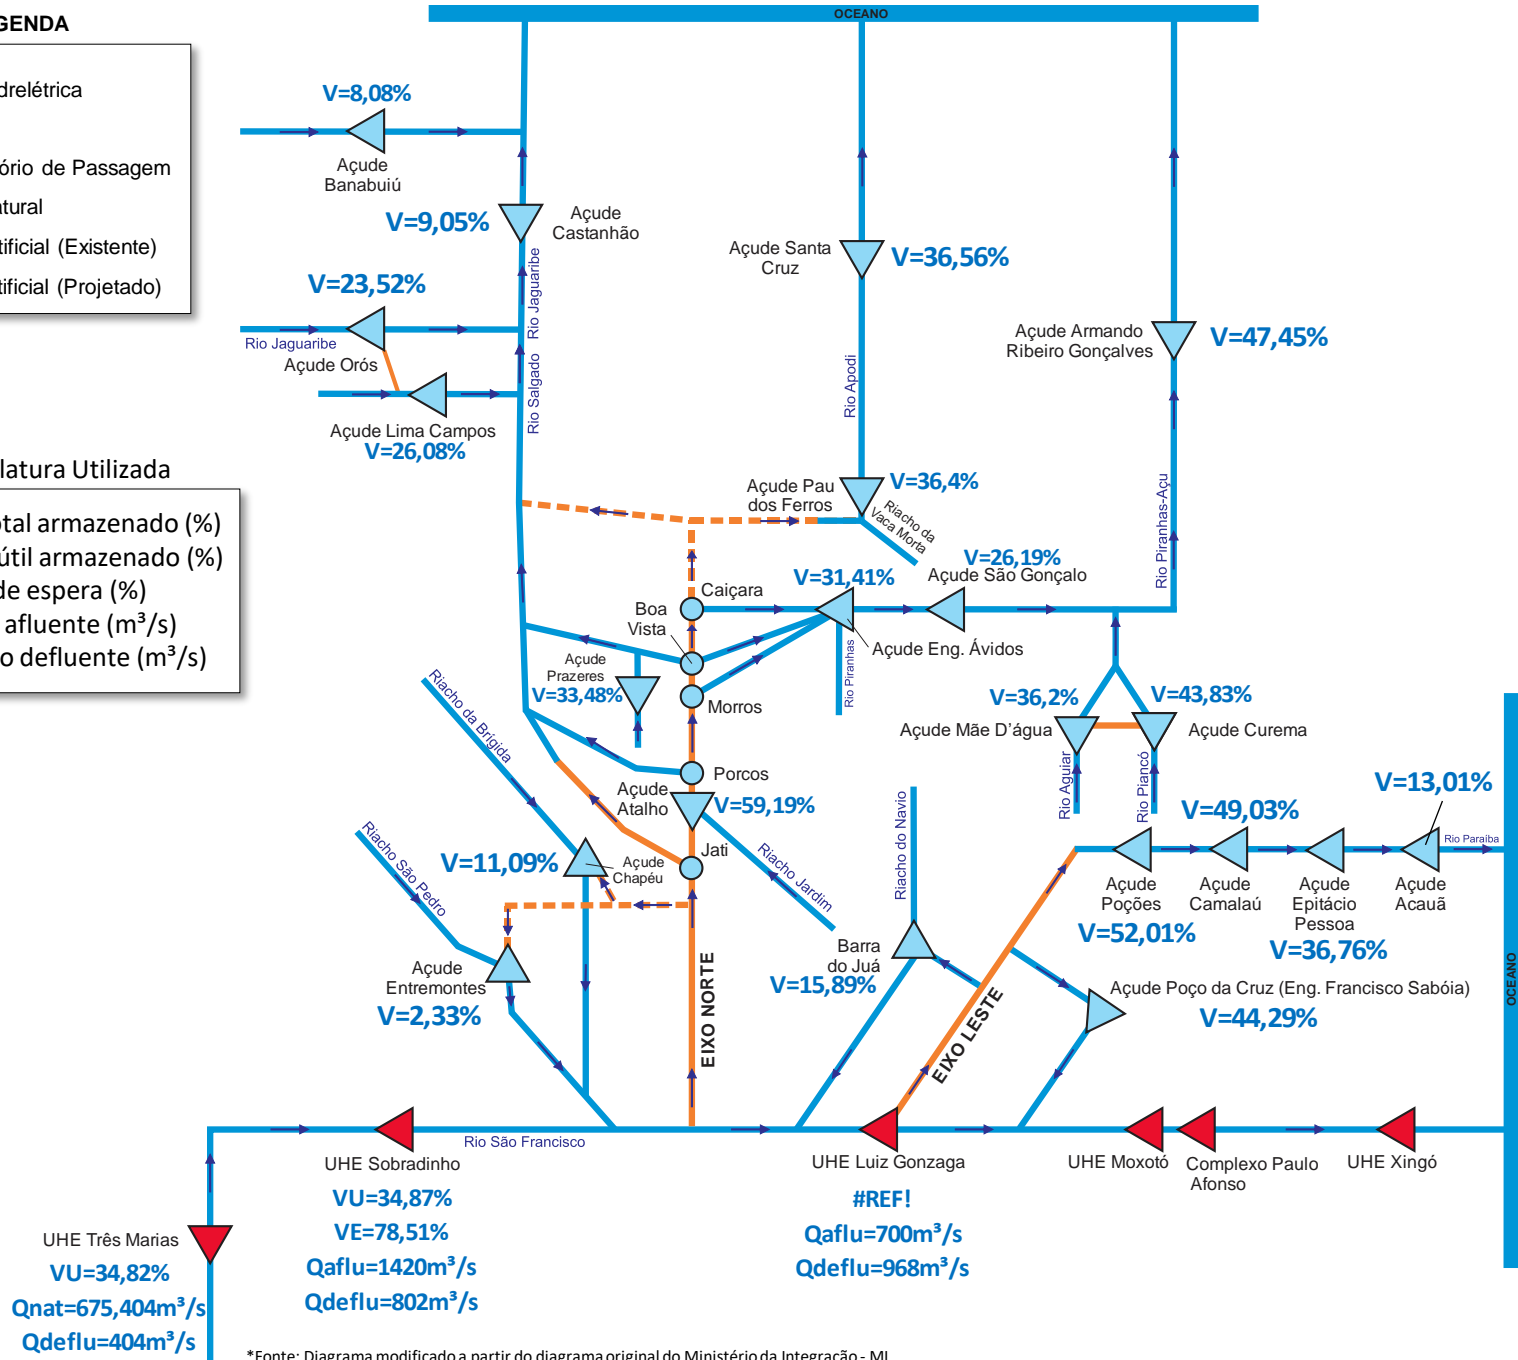 OCEANO
GENDA
drelétrica
ório de Passagem
atural
tificial (Existente)
tificial (Projetado)
V=8,08%
Açude
Banabuiú
V=9,05%
Açude
Castanhão
V=23,52%
Rio Jaguaribe
Açude Orós
Rio Jaguaribe
Rio Salgado
Açude Lima Campos
V=26,08%
Açude Santa
Cruz
V=36,56%
Rio Apodi
Açude Armando
Ribeiro Gonçalves
V=47,45%
Rio Piranhas-Açu
latura Utilizada
otal armazenado (%)
útil armazenado (%)
de espera (%)
afluente (m³/s)
o defluente (m³/s)
Açude Pau
dos Ferros
V=36,4%
Riacho da
Vaca Morta
V=26,19%
Açude São Gonçalo
V=31,41%
Caiçara
Boa
Vista
Açude Eng. Ávidos
Rio Piranhas
Açude
Prazeres
V=33,48%
Morros
Porcos
Riacho da Brígida
V=36,2%
Açude Mãe D'água
V=43,83%
Açude Curema
Rio Aguiar
Rio Piancó
Açude
Atalho
V=59,19%
Jati
Riacho Jardim
V=11,09%
Açude
Chapéu
Riacho São Pedro
Açude
Entremontes
V=2,33%
Riacho do Navio
V=13,01%
V=49,03%
Rio Paraíba
Açude
Poções
V=52,01%
Açude
Camalaú
Açude
Epitácio
Pessoa
V=36,76%
Açude
Acauã
Barra
do Juá
V=15,89%
Açude Poço da Cruz (Eng. Francisco Sabóia)
V=44,29%
EIXO NORTE
EIXO LESTE
OCEANO
Rio São Francisco
UHE Sobradinho
VU=34,87%
VE=78,51%
Qaflu=1420m³/s
Qdeflu=802m³/s
UHE Luiz Gonzaga
#REF!
Qaflu=700m³/s
Qdeflu=968m³/s
UHE Moxotó
Complexo Paulo
Afonso
UHE Xingó
UHE Três Marias
VU=34,82%
Qnat=675,404m³/s
Qdeflu=404m³/s
*Fonte: Diagrama modificado a partir do diagrama original do Ministério da Integração - MI